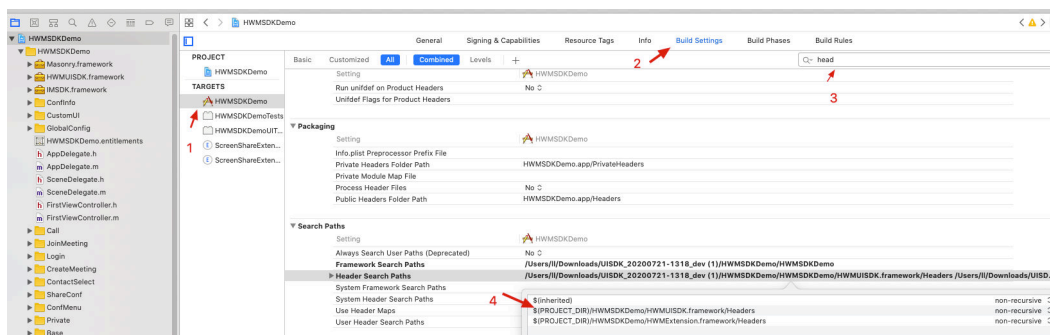 HWMSDKDemo
HWMSDKDemo
General Signing & Capabilities Resource Tags Info Build Settings Build Phases Build Rules
HWMSDKDemo
Masonry.framework
HWMUISDK.framework
IMSDK.framework
ConfInfo
CustomUI
GlobalConfig
HWMSDKDemo.entitlements
h AppDelegate.h
m AppDelegate.m
h SceneDelegate.h
m SceneDelegate.m
h FirstViewController.h
m FirstViewController.m
Call
JoinMeeting
Login
CreateMeeting
ContactSelect
ShareConf
ConfMenu
Private
Base
PROJECT
HWMSDKDemo
TARGETS
HWMSDKDemo
HWMSDKDemoTests
HWMSDKDemoUIT...
ScreenShareExten...
ScreenShareExten...
1
2
3
4
Basic Customized All Combined Levels +
head
Setting HWMSDKDemo
Run unifdef on Product Headers No
Unifdef Flags for Product Headers
Packaging
Setting HWMSDKDemo
Info.plist Preprocessor Prefix File
Private Headers Folder Path HWMSDKDemo.app/PrivateHeaders
Private Module Map File
Process Header Files No
Public Headers Folder Path HWMSDKDemo.app/Headers
Search Paths
Setting HWMSDKDemo
Always Search User Paths (Deprecated) No
Framework Search Paths /Users/ll/Downloads/UISDK_20200721-1318_dev (1)/HWMSDKDemo/HWMSDKDemo
Header Search Paths /Users/ll/Downloads/UISDK_20200721-1318_dev (1)/HWMSDKDemo/HWMSDKDemo/HWMUISDK.framework/Headers /Users/ll/Downloads/UISD.
System Framework Search Paths
System Header Search Paths
Use Header Maps
User Header Search Paths
$(inherited) non-recursive
$(PROJECT_DIR)/HWMSDKDemo/HWMUISDK.framework/Headers non-recursive
$(PROJECT_DIR)/HWMSDKDemo/HWMExtension.framework/Headers non-recursive